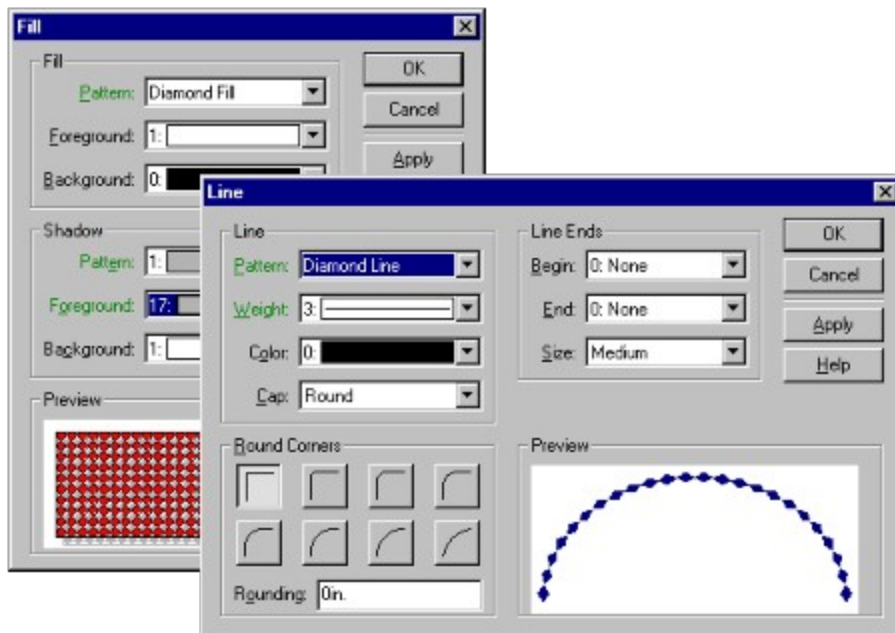 Fill
Fill
Pattern: Diamond Fill
Foreground: 1:
Background: 0:
OK
Cancel
Apply
Shadow
Pattern: 1:
Foreground: 17:
Background: 1:
Preview
Line
Line
Pattern: Diamond Line
Weight: 3:
Color: 0:
Cap: Round
Line Ends
Begin: 0: None
End: 0: None
Size: Medium
OK
Cancel
Apply
Help
Round Corners
Rounding: 0in.
Preview